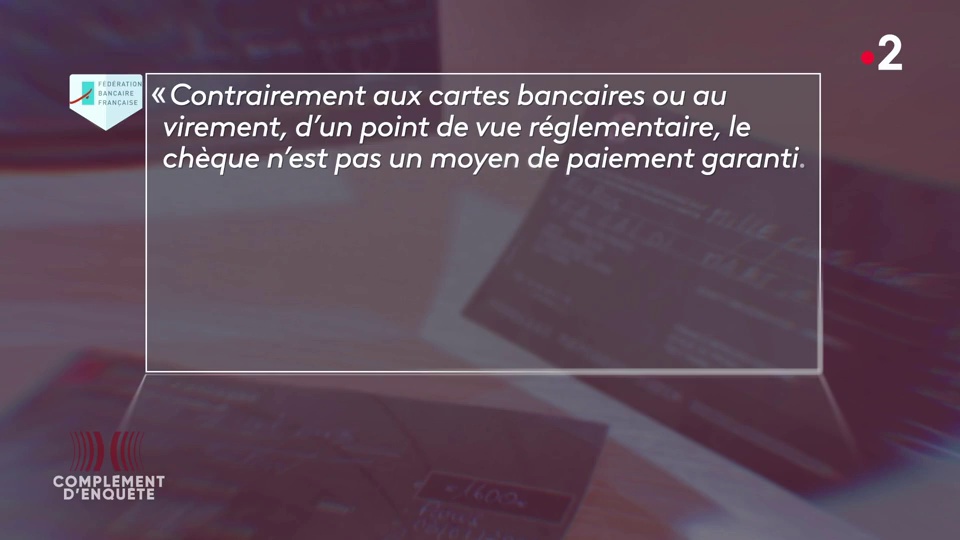 2
FÉDÉRATION
BANCAIRE
FRANÇAISE
« Contrairement aux cartes bancaires ou au
virement, d’un point de vue réglementaire, le
chèque n’est pas un moyen de paiement garanti.
COMPLÉMENT
D’ENQUÊTE